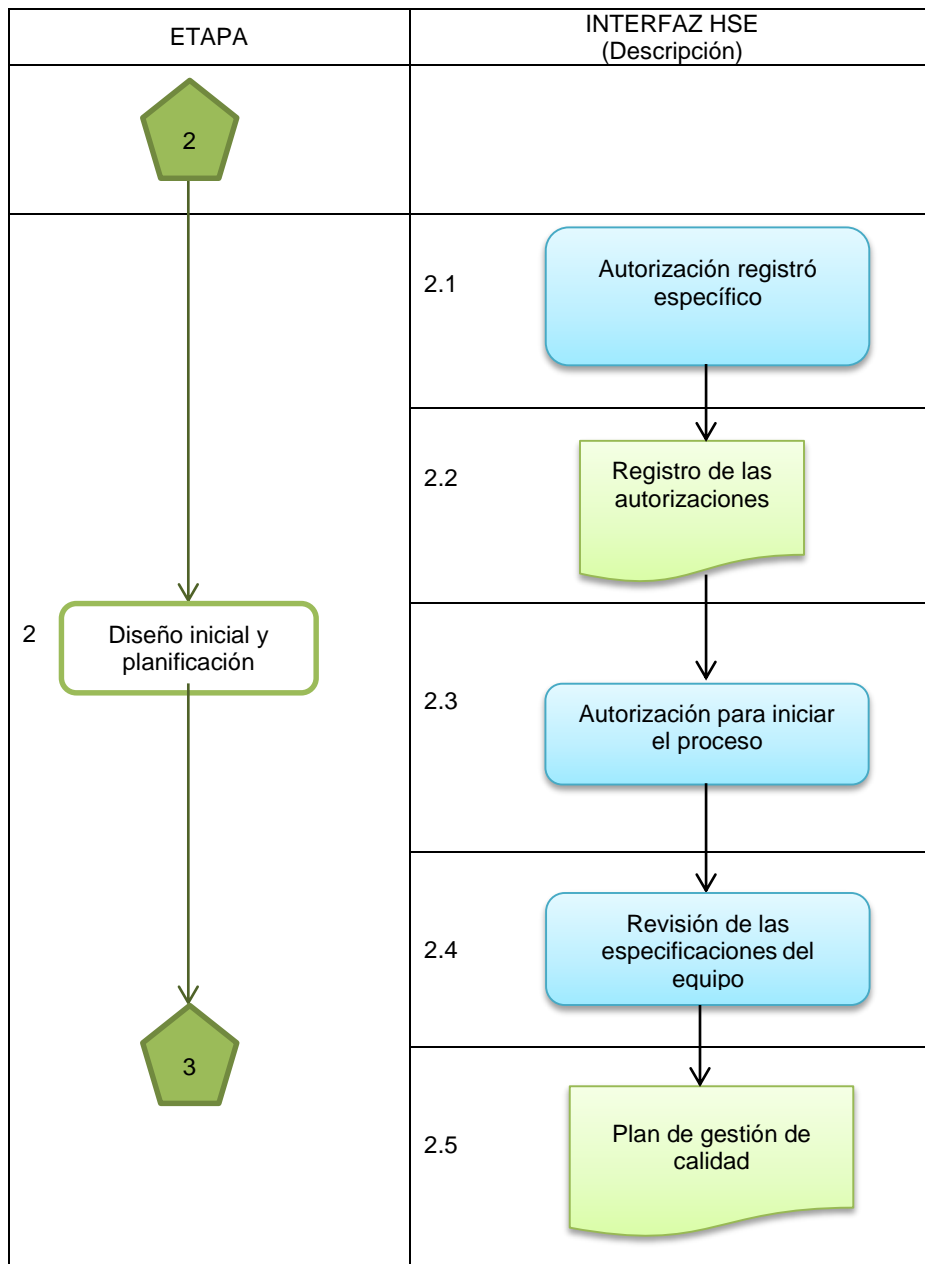 ETAPA
INTERFAZ HSE
(Descripción)
2
2.1
Autorización registró
específico
2.2
Registro de las
autorizaciones
2
Diseño inicial y
planificación
2.3
Autorización para iniciar
el proceso
2.4
Revisión de las
especificaciones del
equipo
3
2.5
Plan de gestión de
calidad